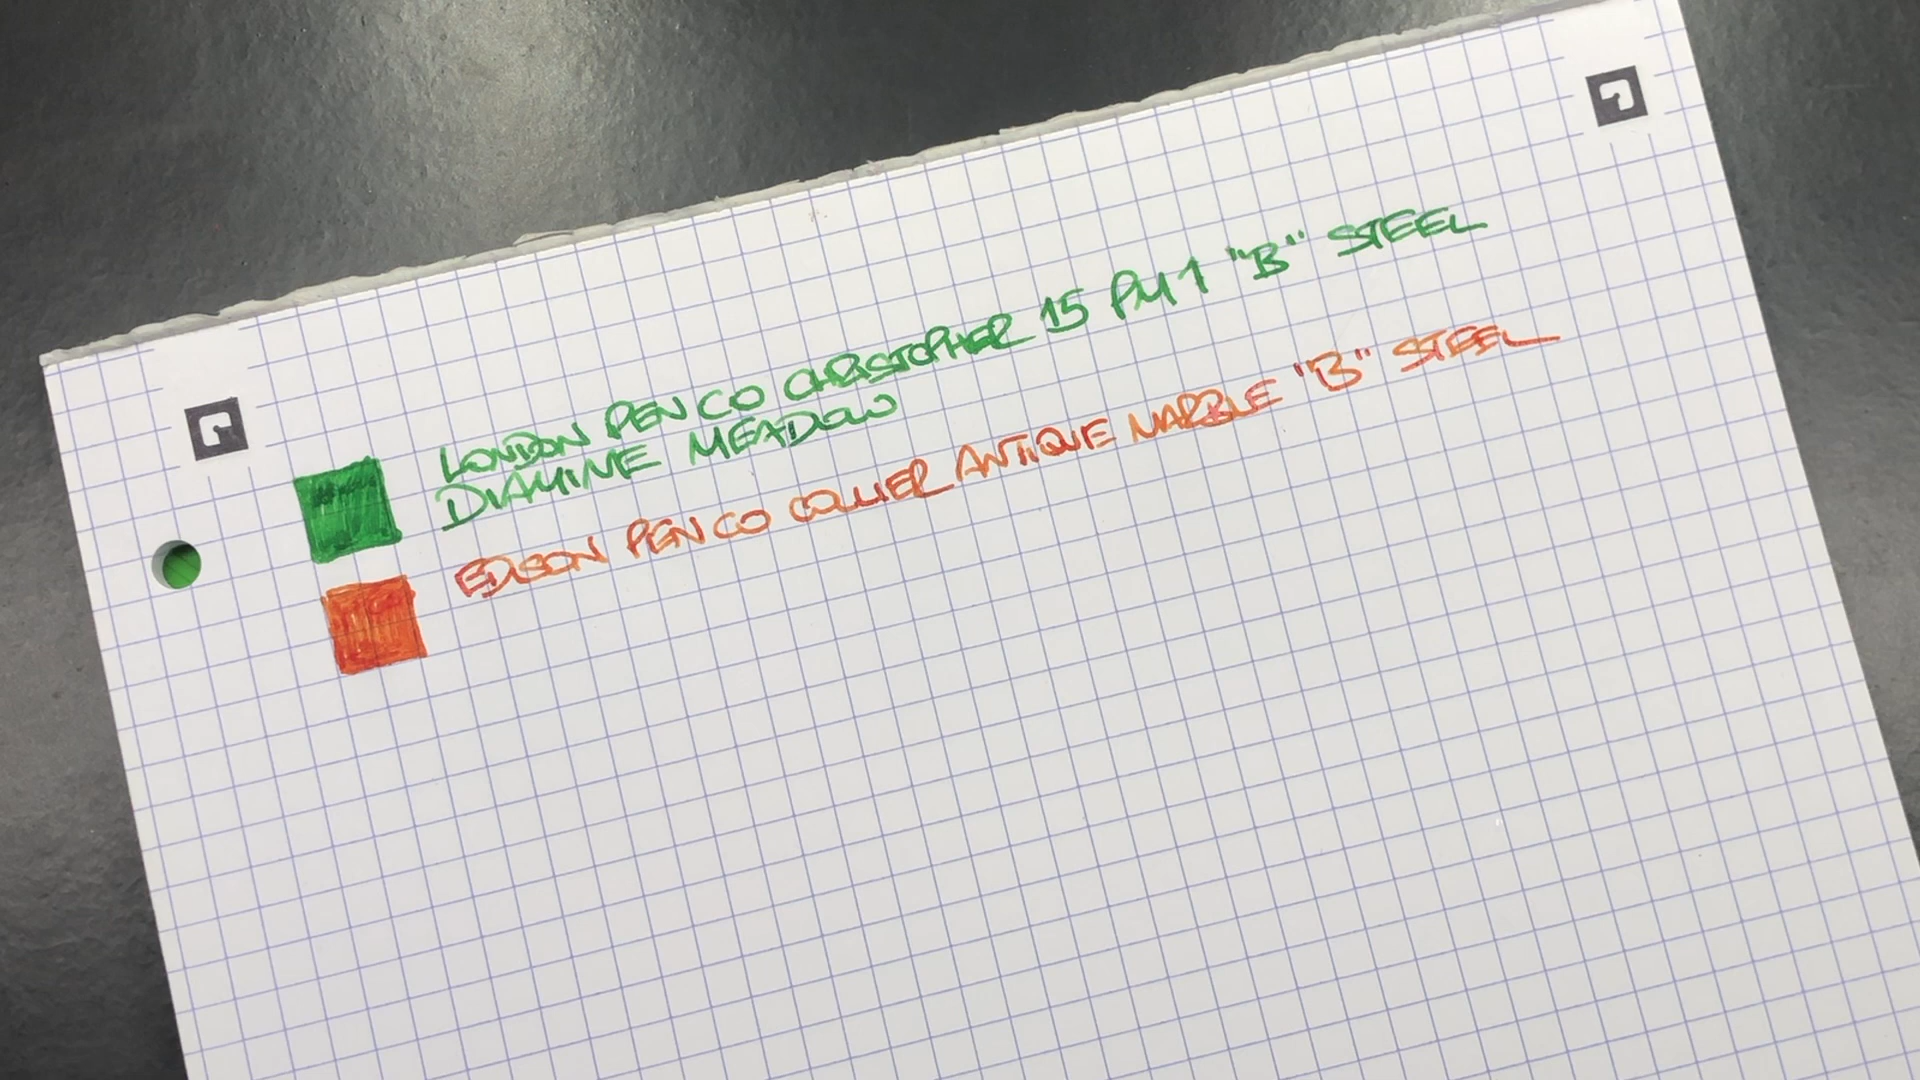 LONDON PEN CO CHRISTOPHER 15 PM1 "B" STEEL
DIAMINE MEADOW
EDISON PEN CO COLLIER ANTIQUE MARBLE "B" STEEL